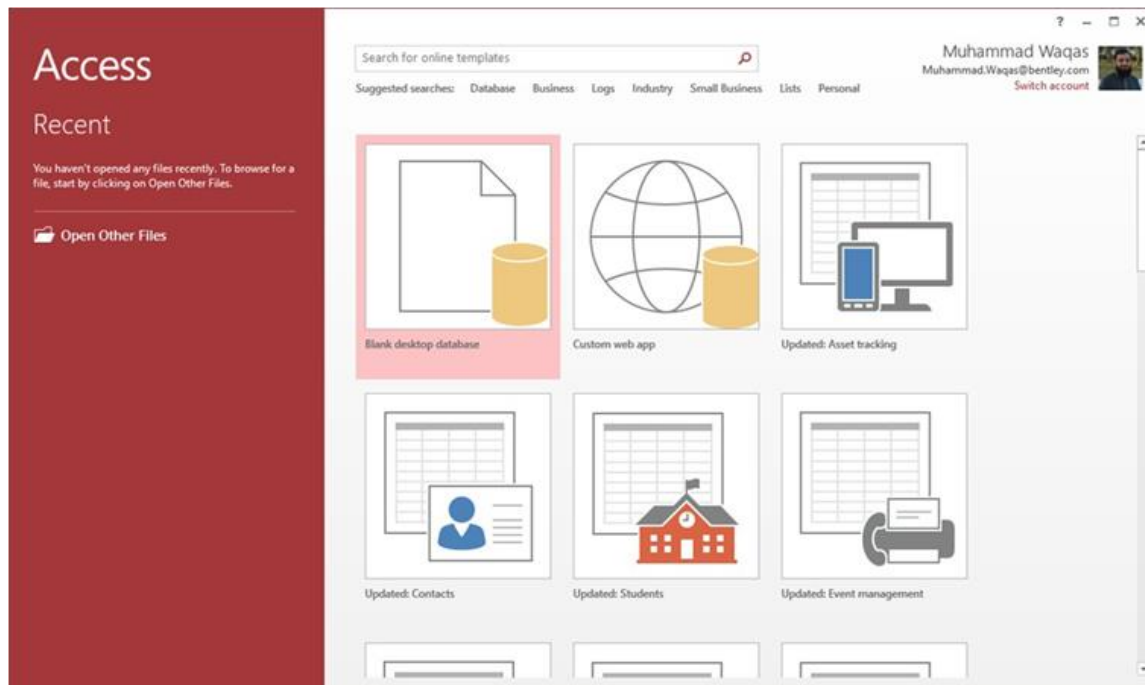 ?
Access
Recent
You haven't opened any files recently. To browse for a
file, start by clicking on Open Other Files.
Open Other Files
Search for online templates
Suggested searches: Database Business Logs Industry Small Business Lists Personal
Muhammad Waqas
Muhammad.Waqas@bentley.com
Switch account
Blank desktop database
Custom web app
Updated: Asset tracking
Updated: Contacts
Updated: Students
Updated: Event management